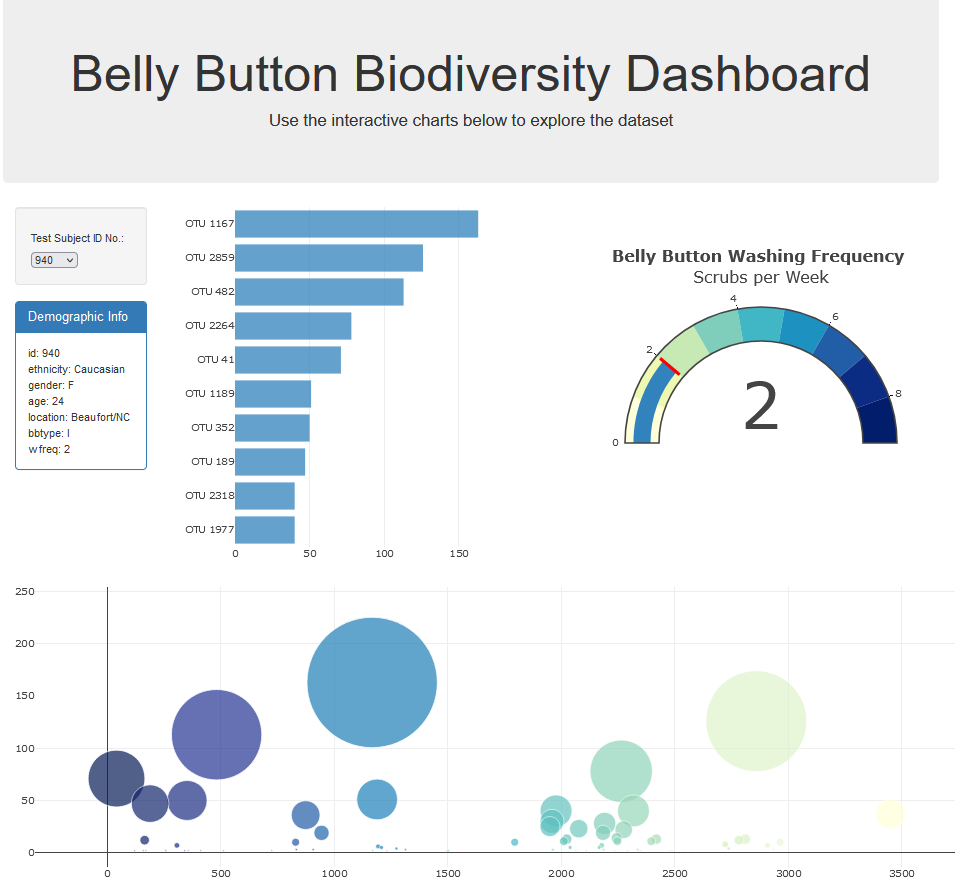 Belly Button Biodiversity Dashboard
Use the interactive charts below to explore the dataset
Test Subject ID No.:
940
Demographic Info
id: 940
ethnicity: Caucasian
gender: F
age: 24
location: Beaufort/NC
bbtype: I
wfreq: 2
OTU 1167
OTU 2859
OTU 482
OTU 2264
OTU 41
OTU 1189
OTU 352
OTU 189
OTU 2318
OTU 1977
0 50 100 150
Belly Button Washing Frequency
Scrubs per Week
0 2 4 6 8
2
250
200
150
100
50
0
0 500 1000 1500 2000 2500 3000 3500